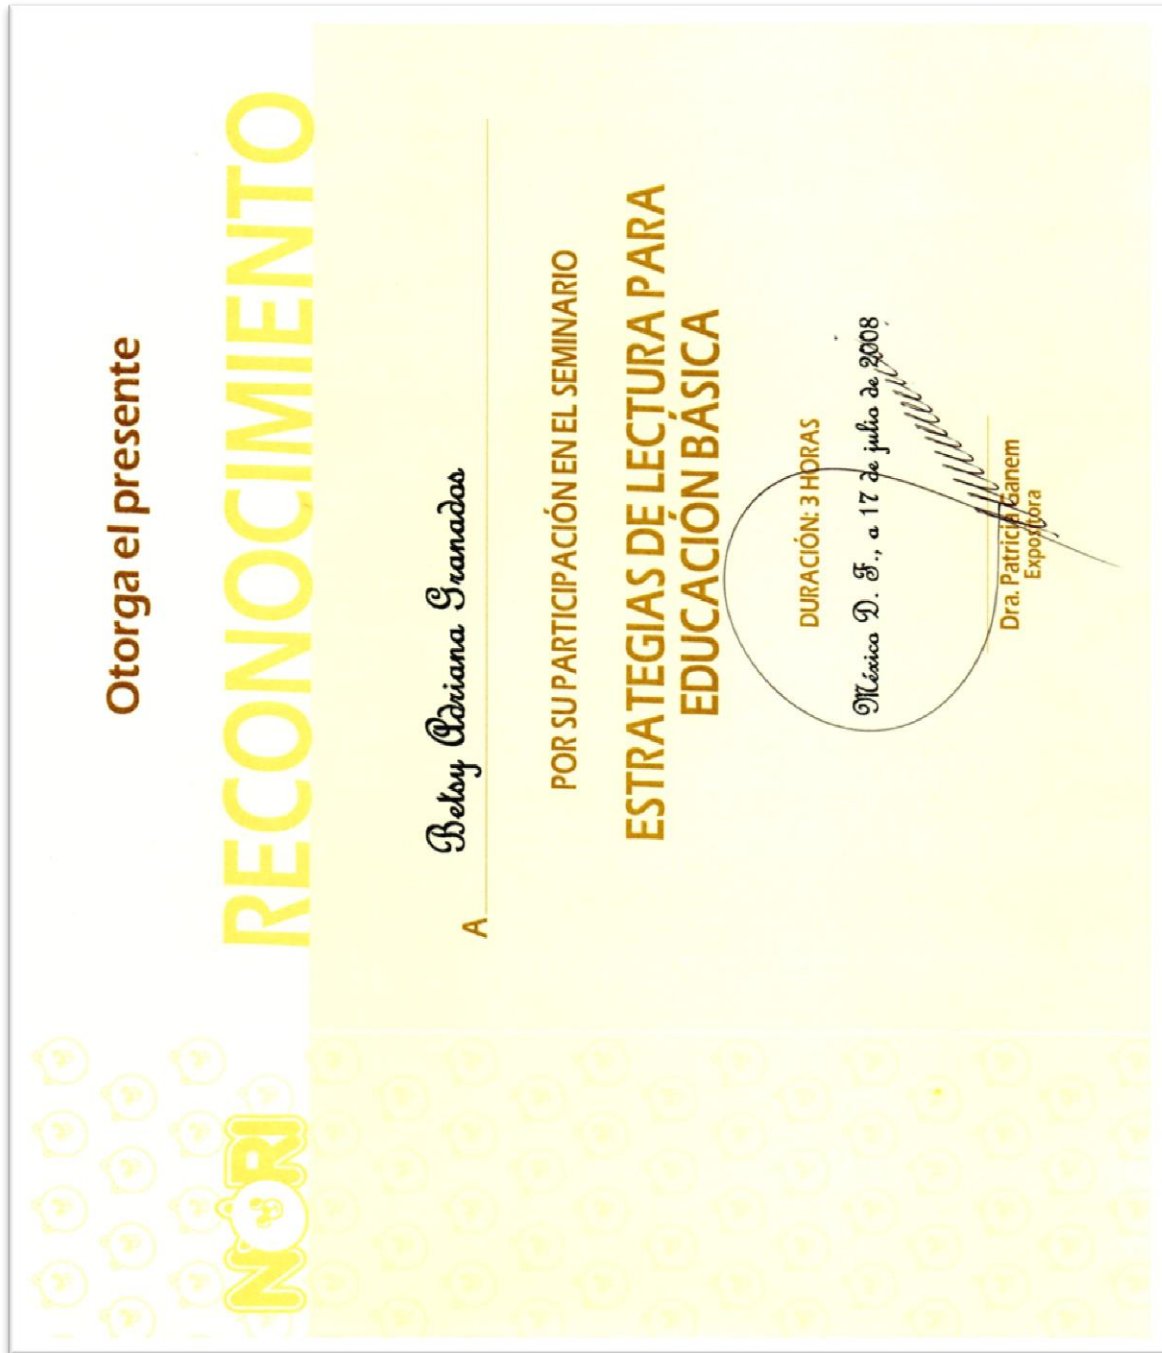 NORI
Otorga el presente
RECONOCIMIENTO
A Betsy Adriana Granados
POR SU PARTICIPACIÓN EN EL SEMINARIO
ESTRATEGIAS DE LECTURA PARA
EDUCACIÓN BÁSICA
DURACIÓN: 3 HORAS
México D. F., a 17 de julio de 2008
Dra. Patricia Ganem
Expositora